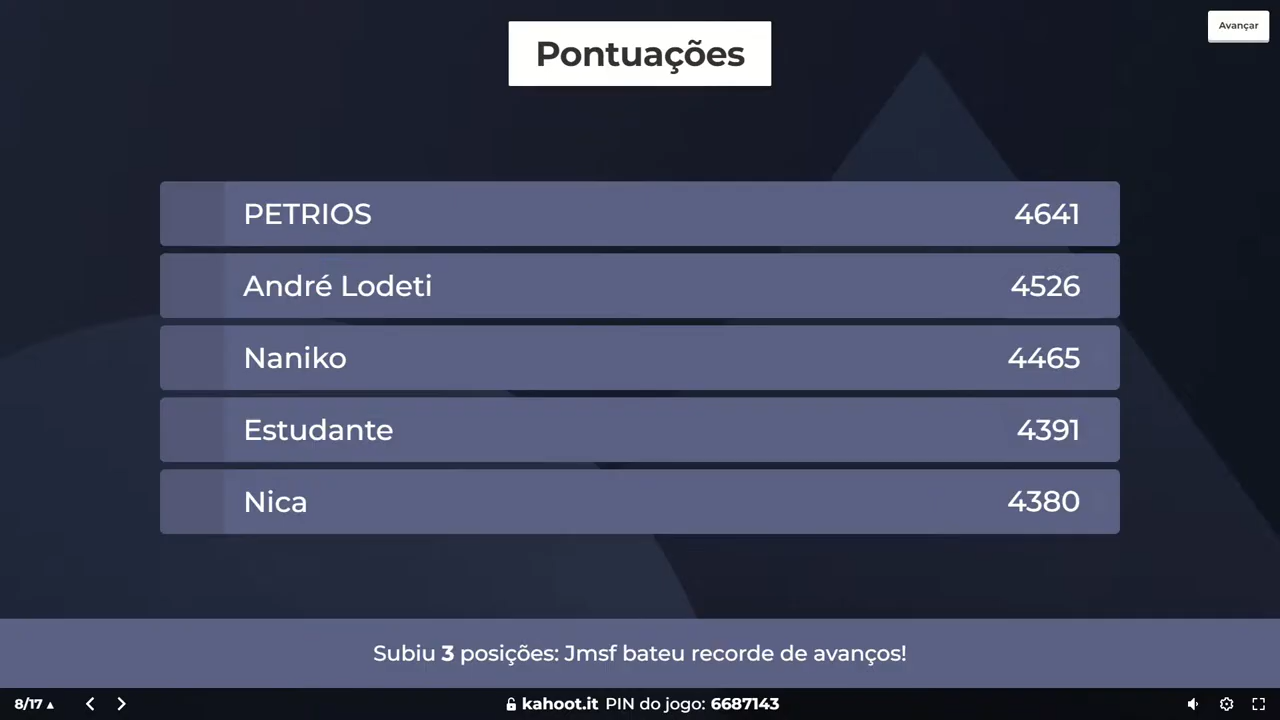 Avançar
Pontuações
PETRIOS 4641
André Lodeti 4526
Naniko 4465
Estudante 4391
Nica 4380
Subiu 3 posições: Jmsf bateu recorde de avanços!
8/17 kahoot.it PIN do jogo: 6687143